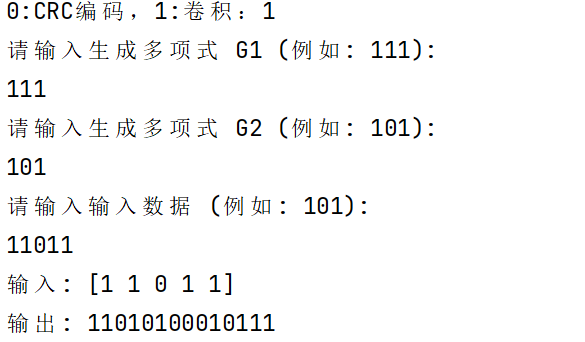 0:CRC编码，1:卷积：1
请输入生成多项式 G1 (例如：111):
111
请输入生成多项式 G2 (例如：101):
101
请输入输入数据 (例如：101):
11011
输入：[1 1 0 1 1]
输出：11010100010111